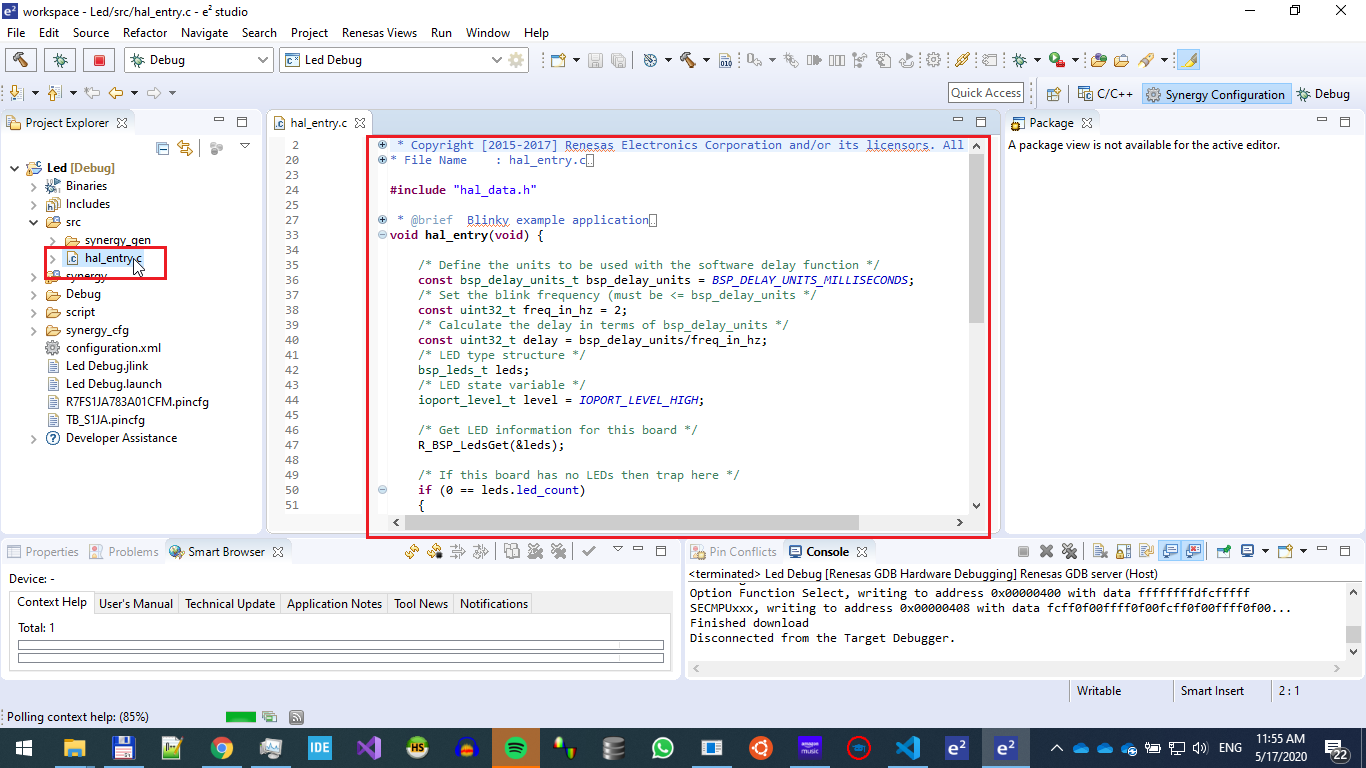 workspace - Led/src/hal_entry.c - e² studio
File Edit Source Refactor Navigate Search Project Renesas Views Run Window Help
Debug
Led Debug
Quick Access
C/C++
Synergy Configuration
Debug
Project Explorer
Led [Debug]
Binaries
Includes
src
synergy_gen
hal_entry.c
synergy
Debug
script
synergy_cfg
configuration.xml
Led Debug.jlink
Led Debug.launch
R7FS1JA783A01CFM.pincfg
TB_S1JA.pincfg
Developer Assistance
hal_entry.c
2 * Copyright [2015-2017] Renesas Electronics Corporation and/or its licensors. All
20 * File Name : hal_entry.c
23
24 #include "hal_data.h"
25
27 * @brief Blinky example application
33 void hal_entry(void) {
34
35 /* Define the units to be used with the software delay function */
36 const bsp_delay_units_t bsp_delay_units = BSP_DELAY_UNITS_MILLISECONDS;
37 /* Set the blink frequency (must be <= bsp_delay_units */
38 const uint32_t freq_in_hz = 2;
39 /* Calculate the delay in terms of bsp_delay_units */
40 const uint32_t delay = bsp_delay_units/freq_in_hz;
41 /* LED type structure */
42 bsp_leds_t leds;
43 /* LED state variable */
44 ioport_level_t level = IOPORT_LEVEL_HIGH;
45
46 /* Get LED information for this board */
47 R_BSP_LedsGet(&leds);
48
49 /* If this board has no LEDs then trap here */
50 if (0 == leds.led_count)
51 {
Package
A package view is not available for the active editor.
Properties
Problems
Smart Browser
Device: -
Context Help
User's Manual
Technical Update
Application Notes
Tool News
Notifications
Total: 1
Pin Conflicts
Console
<terminated> Led Debug [Renesas GDB Hardware Debugging] Renesas GDB server (Host)
Option Function Select, writing to address 0x00000400 with data ffffffffdfcfffff
SECMPUxxx, writing to address 0x00000408 with data fcff0f00ffff0f00fcff0f00ffff0f00...
Finished download
Disconnected from the Target Debugger.
Writable
Smart Insert
2 : 1
Polling context help: (85%)
IDE
HS
amazon music
e²
e²
ENG
11:55 AM
5/17/2020
22